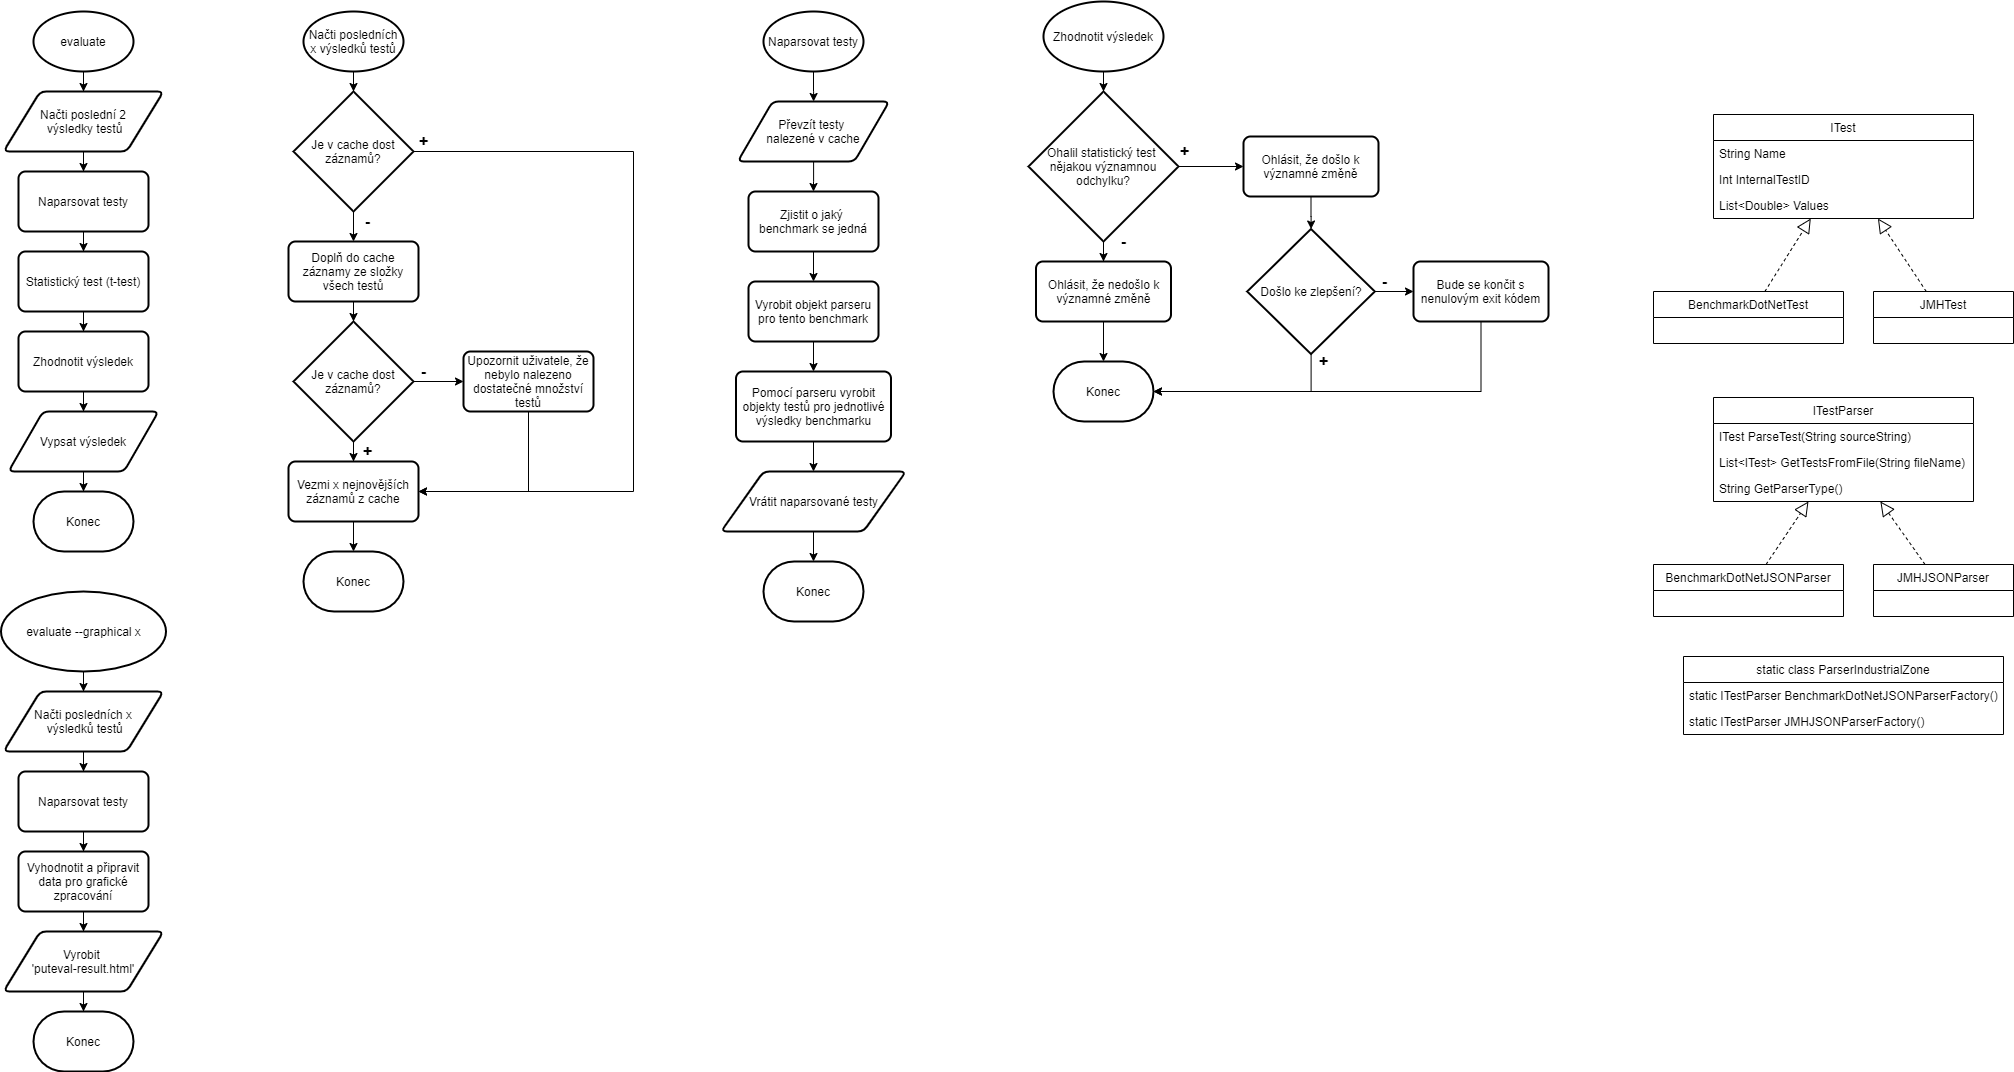 evaluate
Načti poslední 2
výsledky testů
Naparsovat testy
Statistický test (t-test)
Zhodnotit výsledek
Vypsat výsledek
Konec
evaluate --graphical x
Načti posledních x
výsledků testů
Naparsovat testy
Vyhodnotit a připravit
data pro grafické
zpracování
Vyrobit
'puteval-result.html'
Konec
Načti posledních
x výsledků testů
Je v cache dost
záznamů?
+
-
Doplň do cache
záznamy ze složky
všech testů
Je v cache dost
záznamů?
-
Upozornit uživatele, že
nebylo nalezeno
dostatečné množství
testů
+
Vezmi x nejnovějších
záznamů z cache
Konec
Naparsovat testy
Převzít testy
nalezené v cache
Zjistit o jaký
benchmark se jedná
Vyrobit objekt parseru
pro tento benchmark
Pomocí parseru vyrobit
objekty testů pro jednotlivé
výsledky benchmarku
Vrátit naparsované testy
Konec
Zhodnotit výsledek
Ohalil statistický test
nějakou významnou
odchylku?
+
-
Ohlásit, že došlo k
významné změně
Ohlásit, že nedošlo k
významné změně
Došlo ke zlepšení?
-
+
Bude se končit s
nenulovým exit kódem
Konec
ITest
String Name
Int InternalTestID
List<Double> Values
BenchmarkDotNetTest
JMHTest
ITestParser
ITest ParseTest(String sourceString)
List<ITest> GetTestsFromFile(String fileName)
String GetParserType()
BenchmarkDotNetJSONParser
JMHJSONParser
static class ParserIndustrialZone
static ITestParser BenchmarkDotNetJSONParserFactory()
static ITestParser JMHJSONParserFactory()